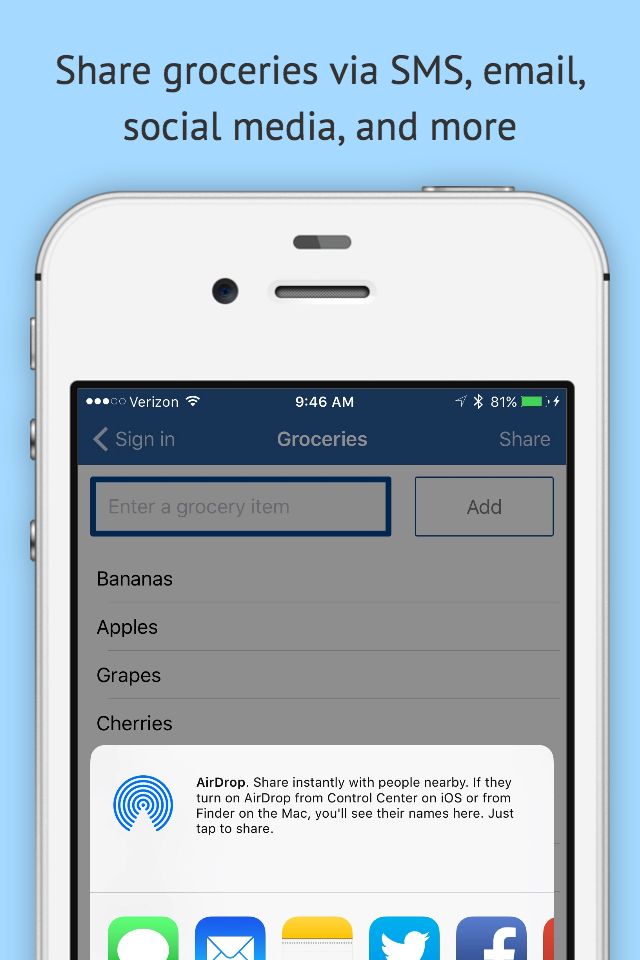 Share groceries via SMS, email,
social media, and more
Verizon 9:46 AM 81%
Sign in Groceries Share
Enter a grocery item Add
Bananas
Apples
Grapes
Cherries
AirDrop. Share instantly with people nearby. If they
turn on AirDrop from Control Center on iOS or from
Finder on the Mac, you'll see their names here. Just
tap to share.